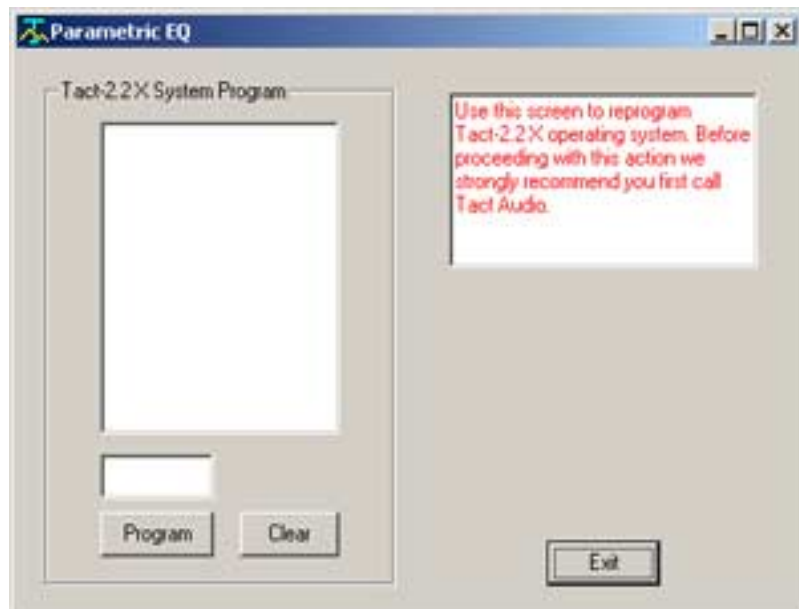 Parametric EQ
Tact-2.2X System Program
Use this screen to reprogram
Tact-2.2X operating system. Before
proceeding with this action we
strongly recommend you first call
Tact Audio.
Program
Clear
Exit